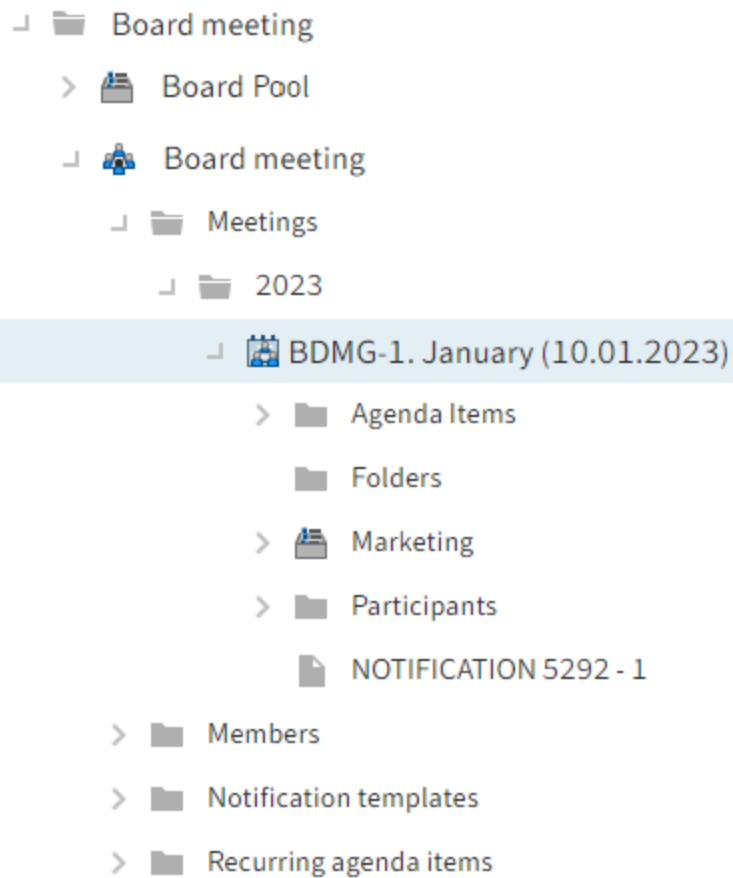 Board meeting
Board Pool
Board meeting
Meetings
2023
BDMG-1. January (10.01.2023)
Agenda Items
Folders
Marketing
Participants
NOTIFICATION 5292 - 1
Members
Notification templates
Recurring agenda items